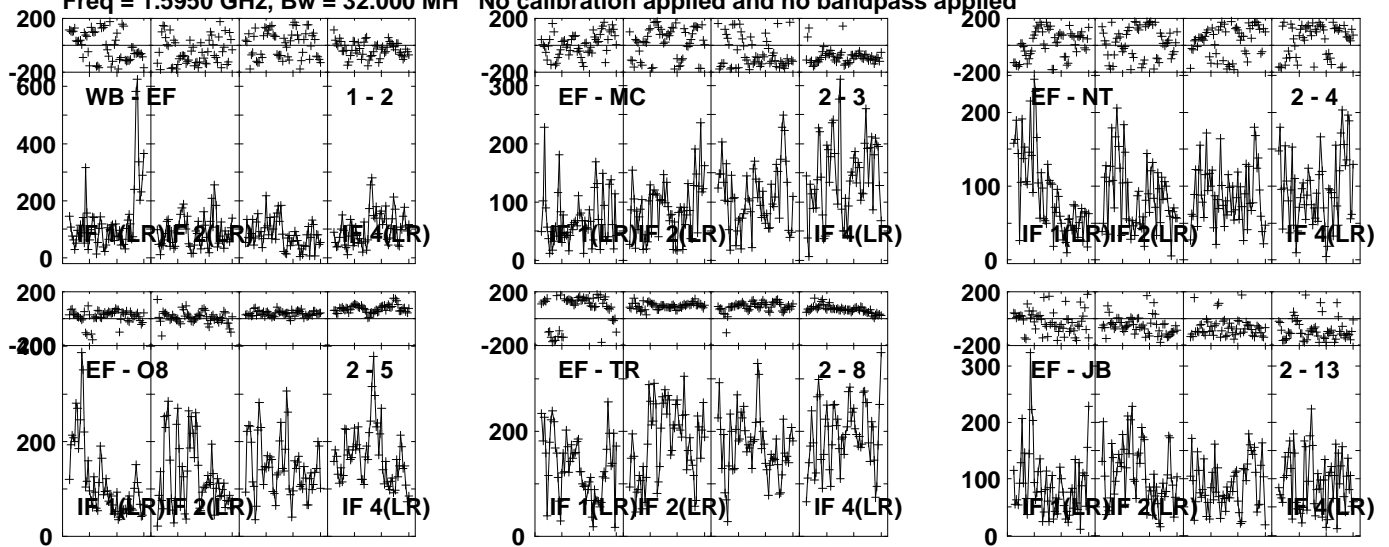 Freq = 1.5950 GHz, Bw = 32.000 MH No calibration applied and no bandpass applied
200
-200
600
400
200
0
WB - EF
1 - 2
IF 1(LR)
IF 2(LR)
IF 4(LR)
200
-200
300
200
100
0
EF - MC
2 - 3
IF 1(LR)
IF 2(LR)
IF 4(LR)
200
-200
200
100
0
EF - NT
2 - 4
IF 1(LR)
IF 2(LR)
IF 4(LR)
200
-200
400
200
0
EF - O8
2 - 5
IF 1(LR)
IF 2(LR)
IF 4(LR)
200
-200
200
0
EF - TR
2 - 8
IF 1(LR)
IF 2(LR)
IF 4(LR)
200
-200
300
200
100
0
EF - JB
2 - 13
IF 1(LR)
IF 2(LR)
IF 4(LR)